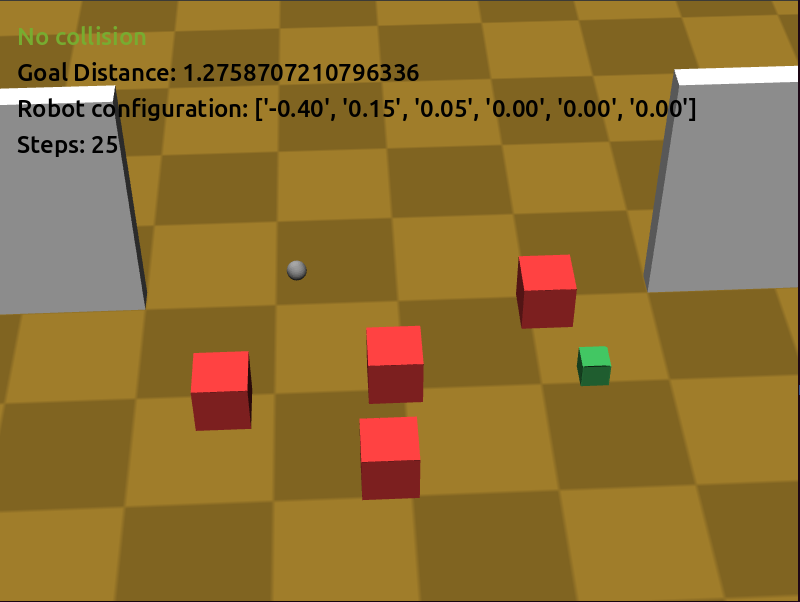 No collision
Goal Distance: 1.2758707210796336
Robot configuration: ['-0.40', '0.15', '0.05', '0.00', '0.00', '0.00']
Steps: 25